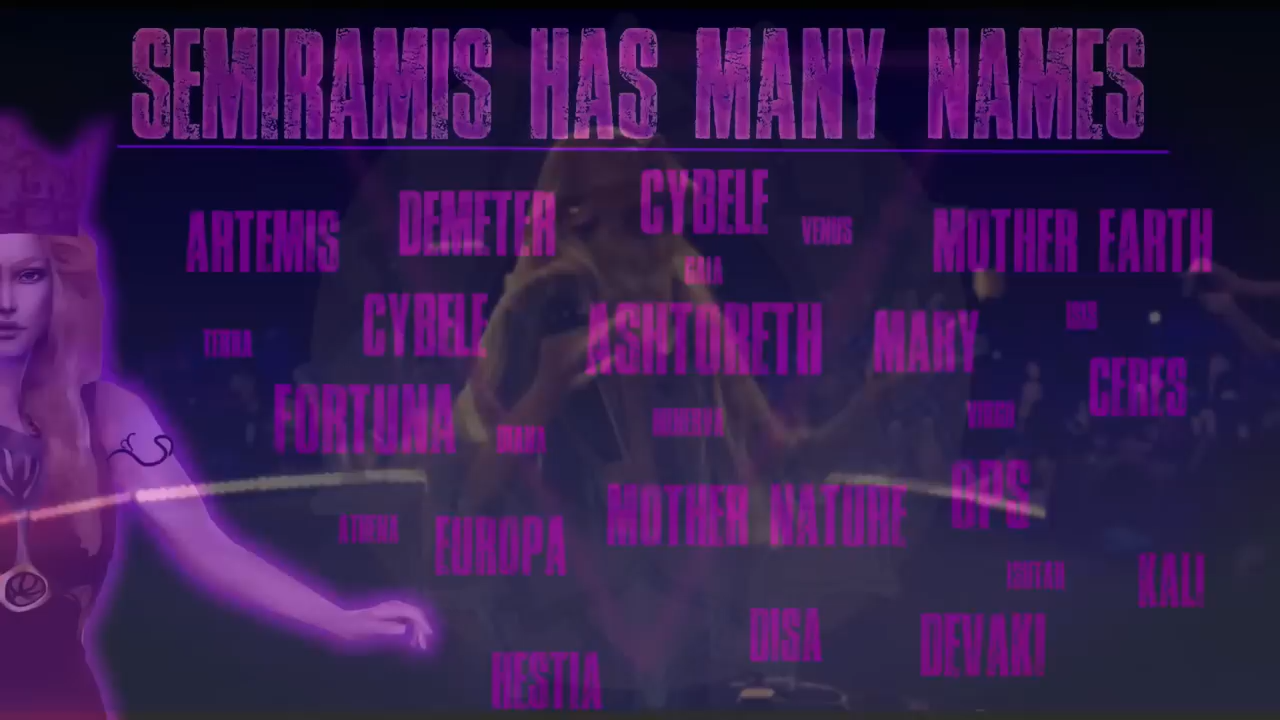 SEMIRAMIS HAS MANY NAMES
CYBELE
DEMETER
ARTEMIS
VENUS
MOTHER EARTH
GAIA
CYBELE
ASHTORETH
MARY
ISIS
TERRA
CERES
FORTUNA
DIANA
MINERVA
VIRGO
OPS
ATHENA
EUROPA
MOTHER NATURE
ISHTAR
KALI
DISA
DEVAKI
HESTIA